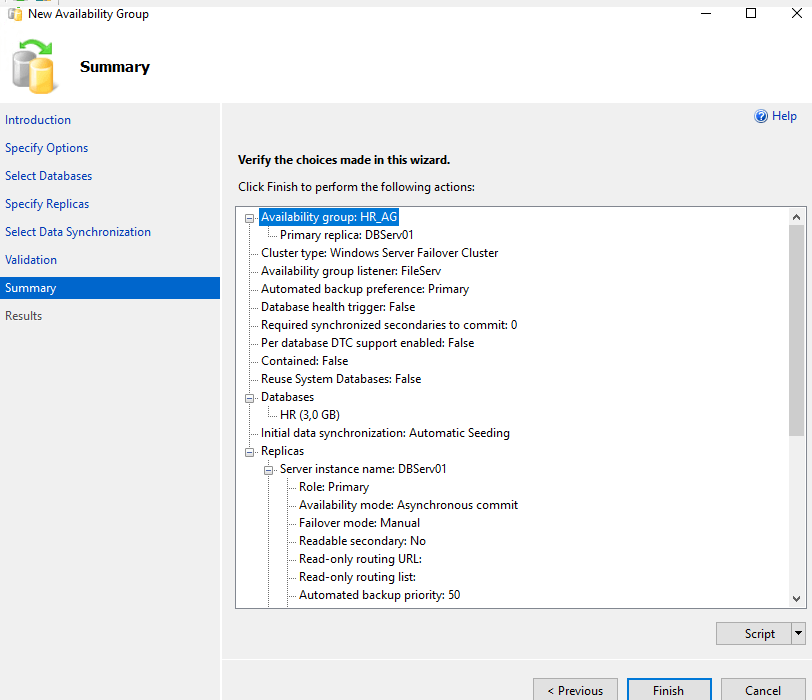 New Availability Group
Summary
Introduction
Specify Options
Select Databases
Specify Replicas
Select Data Synchronization
Validation
Summary
Results
Help
Verify the choices made in this wizard.
Click Finish to perform the following actions:
Availability group: HR_AG
Primary replica: DBServ01
Cluster type: Windows Server Failover Cluster
Availability group listener: FileServ
Automated backup preference: Primary
Database health trigger: False
Required synchronized secondaries to commit: 0
Per database DTC support enabled: False
Contained: False
Reuse System Databases: False
Databases
HR (3,0 GB)
Initial data synchronization: Automatic Seeding
Replicas
Server instance name: DBServ01
Role: Primary
Availability mode: Asynchronous commit
Failover mode: Manual
Readable secondary: No
Read-only routing URL:
Read-only routing list:
Automated backup priority: 50
Script
< Previous
Finish
Cancel